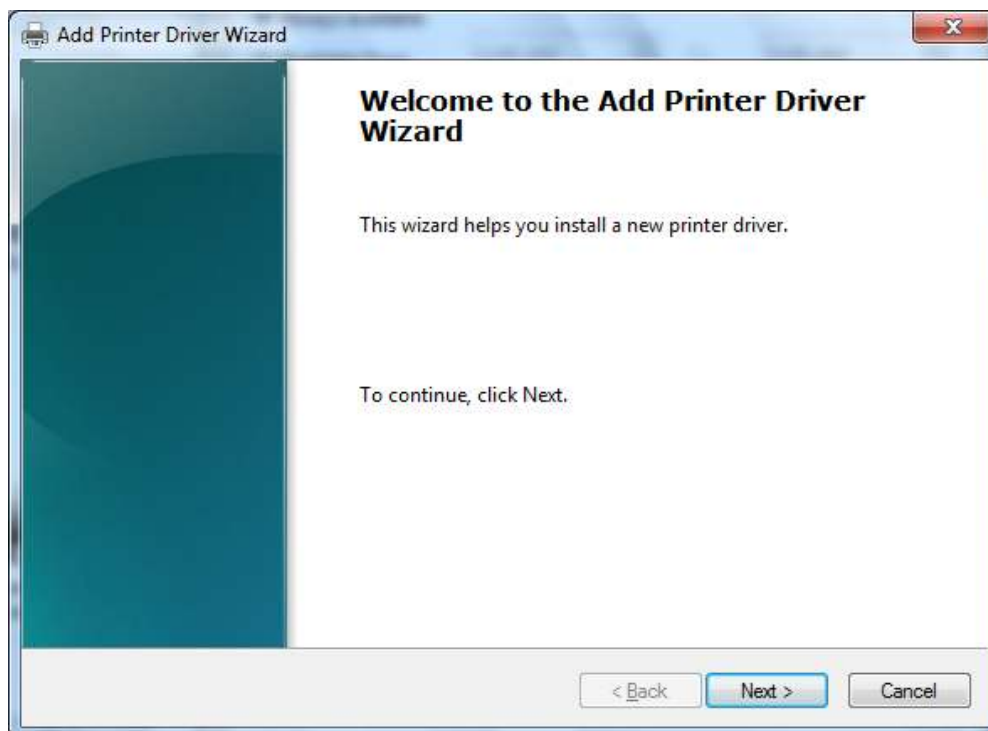 Add Printer Driver Wizard
Welcome to the Add Printer Driver
Wizard
This wizard helps you install a new printer driver.
To continue, click Next.
< Back
Next >
Cancel